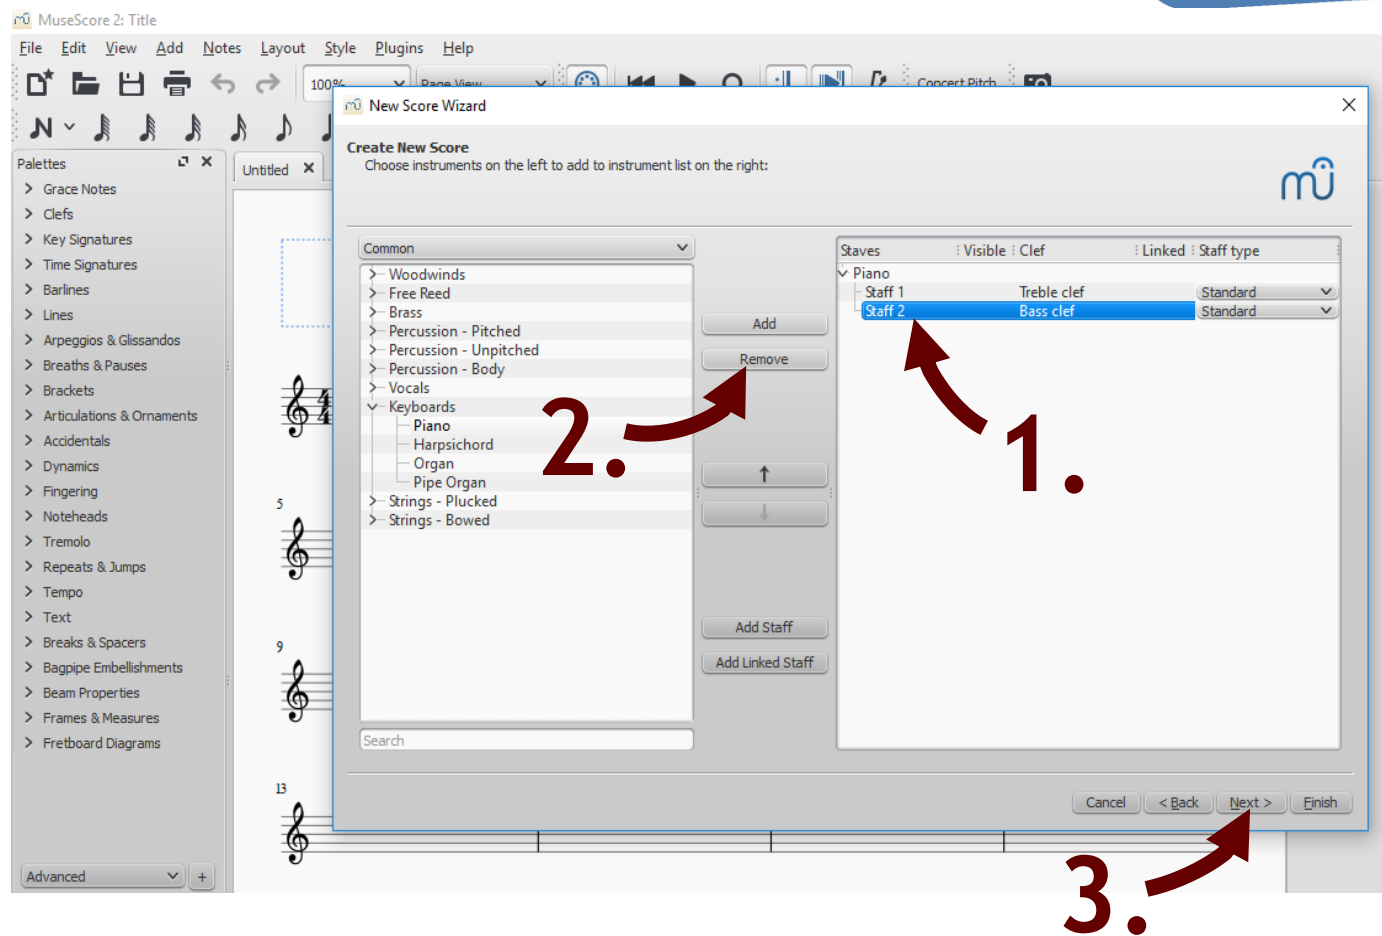 MuseScore 2: Title
File Edit View Add Notes Layout Style Plugins Help
100% Page View Concert Pitch
New Score Wizard
Palettes
Untitled
Create New Score
Choose instruments on the left to add to instrument list on the right:
mu
Grace Notes
Clefs
Key Signatures
Time Signatures
Barlines
Lines
Arpeggios & Glissandos
Breaths & Pauses
Brackets
Articulations & Ornaments
Accidentals
Dynamics
Fingering
Noteheads
Tremolo
Repeats & Jumps
Tempo
Text
Breaks & Spacers
Bagpipe Embellishments
Beam Properties
Frames & Measures
Fretboard Diagrams
Advanced +
5
9
13
Common
Woodwinds
Free Reed
Brass
Percussion - Pitched
Percussion - Unpitched
Percussion - Body
Vocals
Keyboards
Piano
Harpsichord
Organ
Pipe Organ
Strings - Plucked
Strings - Bowed
Search
Add
Remove
2.
Add Staff
Add Linked Staff
Staves Visible Clef Linked Staff type
Piano
Staff 1 Treble clef Standard
Staff 2 Bass clef Standard
1.
Cancel < Back Next > Finish
3.